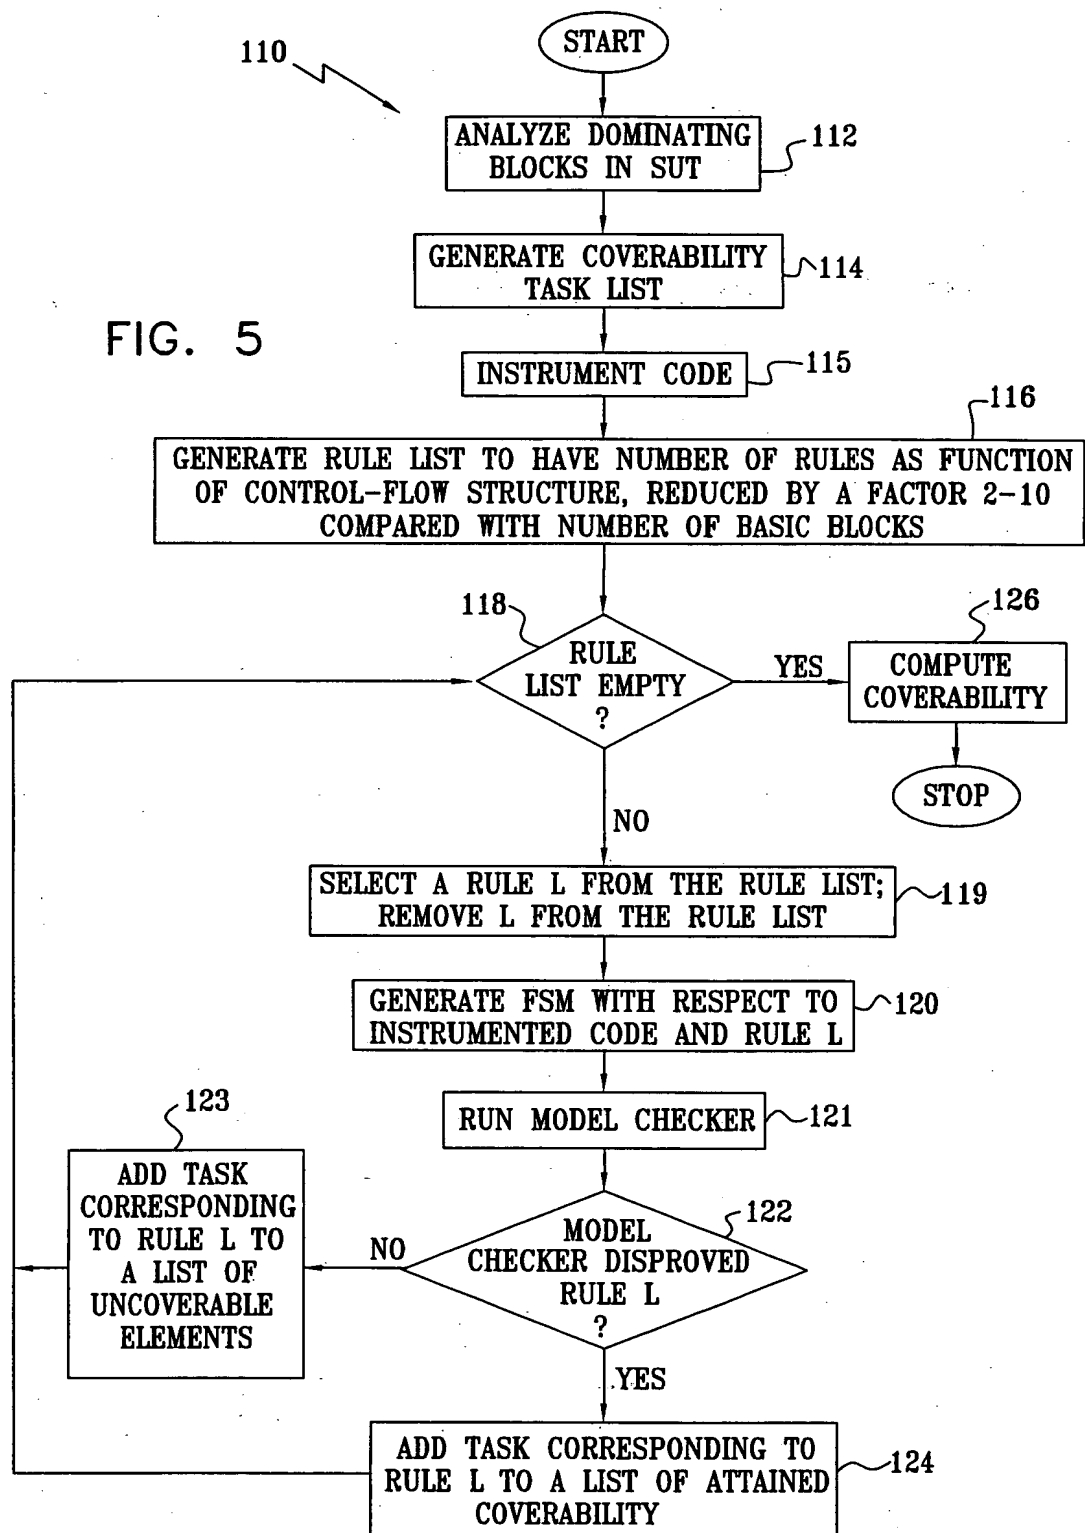 START
110
ANALYZE DOMINATING
BLOCKS IN SUT
112
GENERATE COVERABILITY
TASK LIST
114
FIG. 5
INSTRUMENT CODE
115
116
GENERATE RULE LIST TO HAVE NUMBER OF RULES AS FUNCTION
OF CONTROL-FLOW STRUCTURE, REDUCED BY A FACTOR 2-10
COMPARED WITH NUMBER OF BASIC BLOCKS
118
RULE
LIST EMPTY
?
YES
126
COMPUTE
COVERABILITY
STOP
NO
SELECT A RULE L FROM THE RULE LIST;
REMOVE L FROM THE RULE LIST
119
GENERATE FSM WITH RESPECT TO
INSTRUMENTED CODE AND RULE L
120
RUN MODEL CHECKER
121
123
ADD TASK
CORRESPONDING
TO RULE L TO
A LIST OF
UNCOVERABLE
ELEMENTS
NO
122
MODEL
CHECKER DISPROVED
RULE L
?
YES
ADD TASK CORRESPONDING TO
RULE L TO A LIST OF ATTAINED
COVERABILITY
124